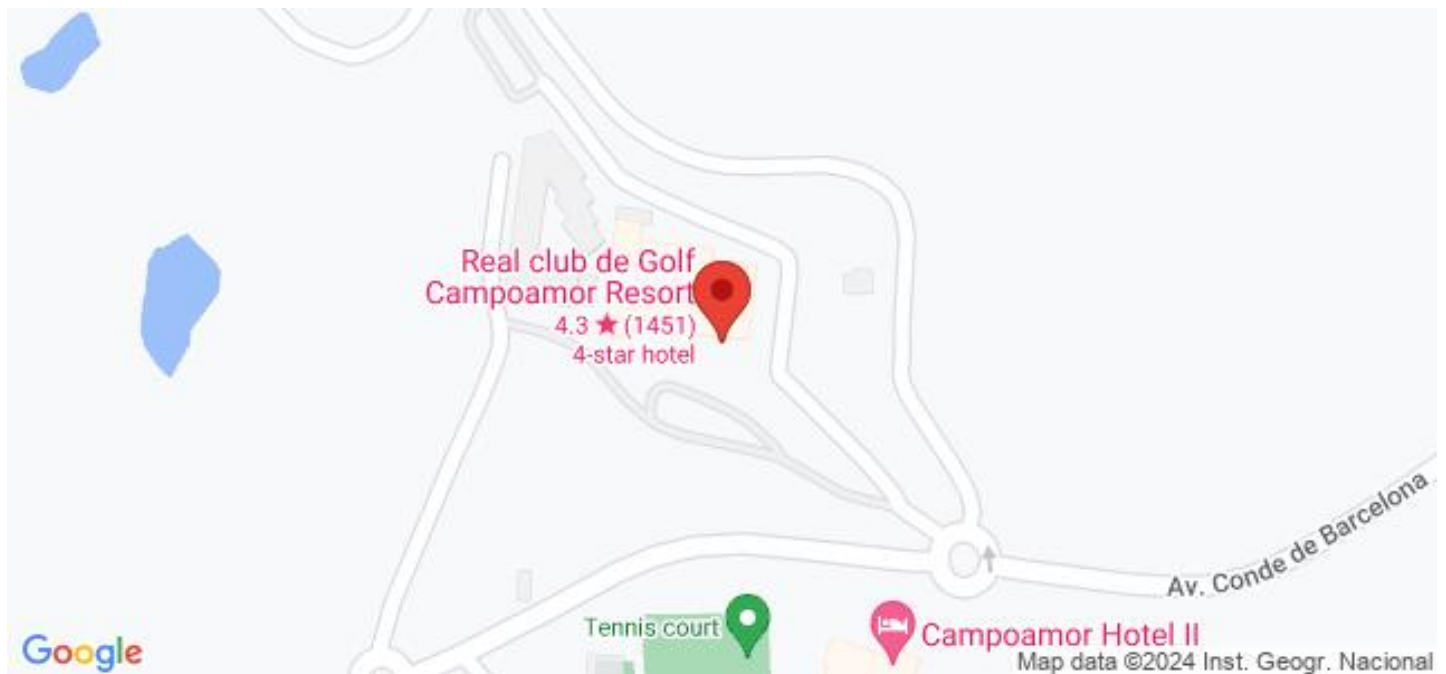 Real club de Golf
Campoamor Resort
4.3 ★ (1451)
4-star hotel
Av. Conde de Barcelona
Tennis court
Campoamor Hotel II
Google
Map data ©2024 Inst. Geogr. Nacional